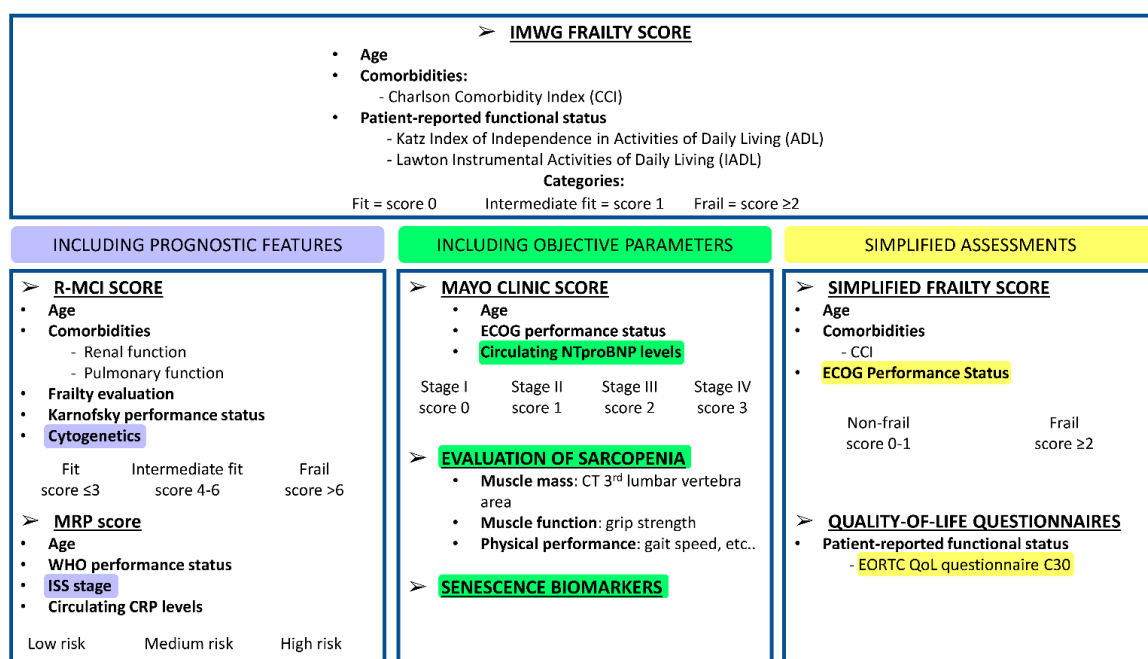 ➢ IMWG FRAILTY SCORE
• Age
• Comorbidities:
- Charlson Comorbidity Index (CCI)
• Patient-reported functional status
- Katz Index of Independence in Activities of Daily Living (ADL)
- Lawton Instrumental Activities of Daily Living (IADL)
Categories:
Fit = score 0 Intermediate fit = score 1 Frail = score ≥2
INCLUDING PROGNOSTIC FEATURES
➢ R-MCI SCORE
• Age
• Comorbidities
- Renal function
- Pulmonary function
• Frailty evaluation
• Karnofsky performance status
• Cytogenetics
Fit Intermediate fit Frail
score ≤3 score 4-6 score >6
➢ MRP score
• Age
• WHO performance status
• ISS stage
• Circulating CRP levels
Low risk Medium risk High risk
INCLUDING OBJECTIVE PARAMETERS
➢ MAYO CLINIC SCORE
• Age
• ECOG performance status
• Circulating NTproBNP levels
Stage I Stage II Stage III Stage IV
score 0 score 1 score 2 score 3
➢ EVALUATION OF SARCOPENIA
• Muscle mass: CT 3rd lumbar vertebra
area
• Muscle function: grip strength
• Physical performance: gait speed, etc..
➢ SENESCENCE BIOMARKERS
SIMPLIFIED ASSESSMENTS
➢ SIMPLIFIED FRAILTY SCORE
• Age
• Comorbidities
- CCI
• ECOG Performance Status
Non-frail Frail
score 0-1 score ≥2
➢ QUALITY-OF-LIFE QUESTIONNAIRES
• Patient-reported functional status
- EORTC QoL questionnaire C30